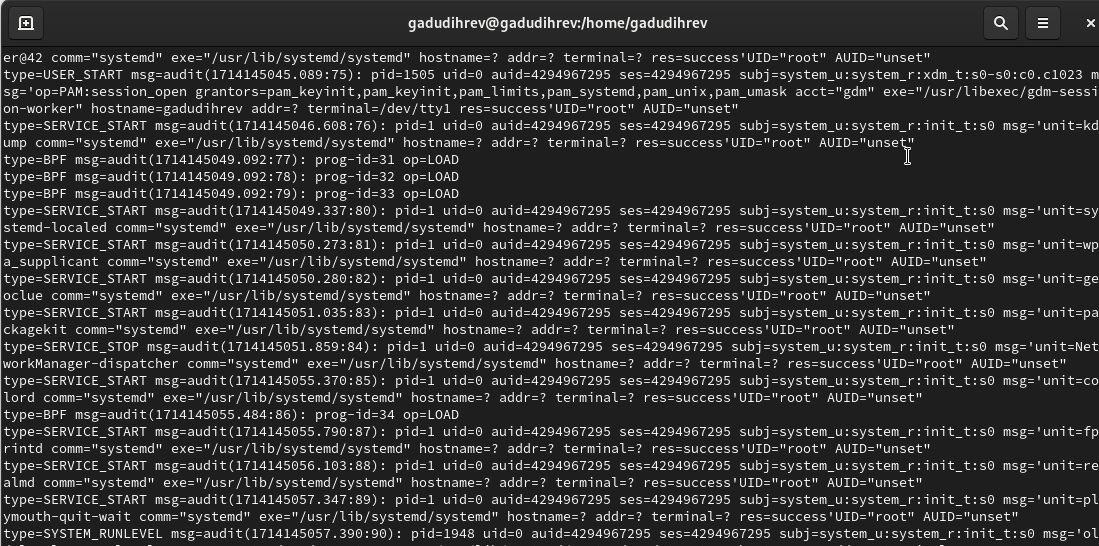 gadudihrev@gadudihrev:/home/gadudihrev
er@42 comm="systemd" exe="/usr/lib/systemd/systemd" hostname=? addr=? terminal=? res=success'UID="root" AUID="unset"
type=USER_START msg=audit(1714145045.089:75): pid=1505 uid=0 auid=4294967295 ses=4294967295 subj=system_u:system_r:xdm_t:s0-s0:c0.c1023 m
sg='op=PAM:session_open grantors=pam_keyinit,pam_keyinit,pam_limits,pam_systemd,pam_unix,pam_umask acct="gdm" exe="/usr/libexec/gdm-sessi
on-worker" hostname=gadudihrev addr=? terminal=/dev/tty1 res=success'UID="root" AUID="unset"
type=SERVICE_START msg=audit(1714145046.608:76): pid=1 uid=0 auid=4294967295 ses=4294967295 subj=system_u:system_r:init_t:s0 msg='unit=kd
ump comm="systemd" exe="/usr/lib/systemd/systemd" hostname=? addr=? terminal=? res=success'UID="root" AUID="unset"
type=BPF msg=audit(1714145049.092:77): prog-id=31 op=LOAD
type=BPF msg=audit(1714145049.092:78): prog-id=32 op=LOAD
type=BPF msg=audit(1714145049.092:79): prog-id=33 op=LOAD
type=SERVICE_START msg=audit(1714145049.337:80): pid=1 uid=0 auid=4294967295 ses=4294967295 subj=system_u:system_r:init_t:s0 msg='unit=sy
stemd-localed comm="systemd" exe="/usr/lib/systemd/systemd" hostname=? addr=? terminal=? res=success'UID="root" AUID="unset"
type=SERVICE_START msg=audit(1714145050.273:81): pid=1 uid=0 auid=4294967295 ses=4294967295 subj=system_u:system_r:init_t:s0 msg='unit=wp
a_supplicant comm="systemd" exe="/usr/lib/systemd/systemd" hostname=? addr=? terminal=? res=success'UID="root" AUID="unset"
type=SERVICE_START msg=audit(1714145050.280:82): pid=1 uid=0 auid=4294967295 ses=4294967295 subj=system_u:system_r:init_t:s0 msg='unit=ge
oclue comm="systemd" exe="/usr/lib/systemd/systemd" hostname=? addr=? terminal=? res=success'UID="root" AUID="unset"
type=SERVICE_START msg=audit(1714145051.035:83): pid=1 uid=0 auid=4294967295 ses=4294967295 subj=system_u:system_r:init_t:s0 msg='unit=pa
ckagekit comm="systemd" exe="/usr/lib/systemd/systemd" hostname=? addr=? terminal=? res=success'UID="root" AUID="unset"
type=SERVICE_STOP msg=audit(1714145051.859:84): pid=1 uid=0 auid=4294967295 ses=4294967295 subj=system_u:system_r:init_t:s0 msg='unit=Net
workManager-dispatcher comm="systemd" exe="/usr/lib/systemd/systemd" hostname=? addr=? terminal=? res=success'UID="root" AUID="unset"
type=SERVICE_START msg=audit(1714145055.370:85): pid=1 uid=0 auid=4294967295 ses=4294967295 subj=system_u:system_r:init_t:s0 msg='unit=co
lord comm="systemd" exe="/usr/lib/systemd/systemd" hostname=? addr=? terminal=? res=success'UID="root" AUID="unset"
type=BPF msg=audit(1714145055.484:86): prog-id=34 op=LOAD
type=SERVICE_START msg=audit(1714145055.790:87): pid=1 uid=0 auid=4294967295 ses=4294967295 subj=system_u:system_r:init_t:s0 msg='unit=fp
rintd comm="systemd" exe="/usr/lib/systemd/systemd" hostname=? addr=? terminal=? res=success'UID="root" AUID="unset"
type=SERVICE_START msg=audit(1714145056.103:88): pid=1 uid=0 auid=4294967295 ses=4294967295 subj=system_u:system_r:init_t:s0 msg='unit=re
almd comm="systemd" exe="/usr/lib/systemd/systemd" hostname=? addr=? terminal=? res=success'UID="root" AUID="unset"
type=SERVICE_START msg=audit(1714145057.347:89): pid=1 uid=0 auid=4294967295 ses=4294967295 subj=system_u:system_r:init_t:s0 msg='unit=pl
ymouth-quit-wait comm="systemd" exe="/usr/lib/systemd/systemd" hostname=? addr=? terminal=? res=success'UID="root" AUID="unset"
type=SYSTEM_RUNLEVEL msg=audit(1714145057.390:90): pid=1948 uid=0 auid=4294967295 ses=4294967295 subj=system_u:system_r:init_t:s0 msg='ol